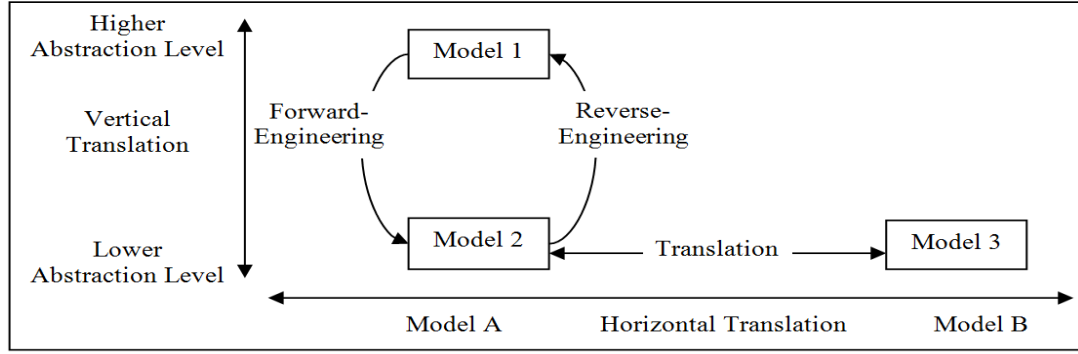 Higher
Abstraction Level
Model 1
Forward-
Engineering
Reverse-
Engineering
Vertical
Translation
Lower
Abstraction Level
Model 2
Translation
Model 3
Model A
Horizontal Translation
Model B